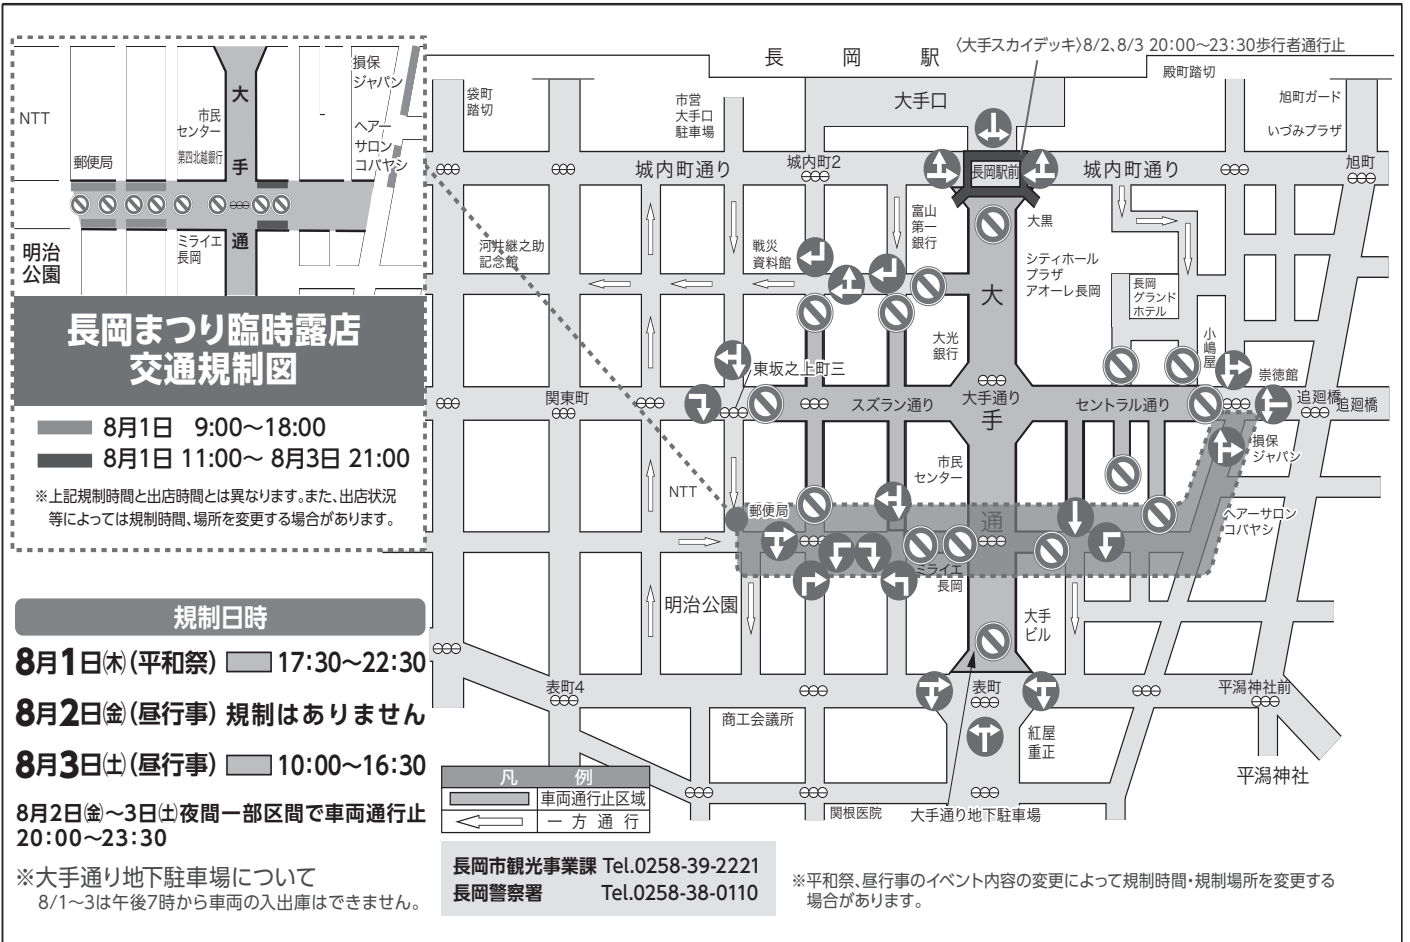 NTT
郵便局
市民
センター
第四北越銀行
大
手
通
損保
ジャパン
ヘアー
サロン
コバヤシ
ミライエ
長岡
明治
公園
長岡まつり臨時露店
交通規制図
8月1日 9:00〜18:00
8月1日 11:00〜 8月3日 21:00
※上記規制時間と出店時間とは異なります。また、出店状況
等によっては規制時間、場所を変更する場合があります。
規制日時
8月1日㈭(平和祭) 17:30〜22:30
8月2日㈮(昼行事) 規制はありません
8月3日㈯(昼行事) 10:00〜16:30
8月2日㈮〜3日㈯夜間一部区間で車両通行止
20:00〜23:30
※大手通り地下駐車場について
8/1〜3は午後7時から車両の入出庫はできません。
長岡駅
〈大手スカイデッキ〉8/2、8/3 20:00〜23:30歩行者通行止
袋町
踏切
市営
大手口
駐車場
大手口
殿町踏切
旭町ガード
いづみプラザ
城内町通り
城内町2
長岡駅前
城内町通り
旭町
河井継之助
記念館
戦災
資料館
富山
第一
銀行
大黒
シティホール
プラザ
アオーレ長岡
長岡
グランド
ホテル
大
大光
銀行
小嶋屋
東坂之上町三
崇徳館
関東町
スズラン通り
大手通り
セントラル通り
追廻橋
追廻橋
手
損保
ジャパン
市民
センター
NTT
郵便局
通
ヘアーサロン
コバヤシ
ミライエ
長岡
明治公園
大手
ビル
表町4
表町
平潟神社前
商工会議所
紅屋
重正
平潟神社
関根医院
大手通り地下駐車場
凡例
車両通行止区域
一方通行
長岡市観光事業課 Tel.0258-39-2221
長岡警察署 Tel.0258-38-0110
※平和祭、昼行事のイベント内容の変更によって規制時間・規制場所を変更する
場合があります。